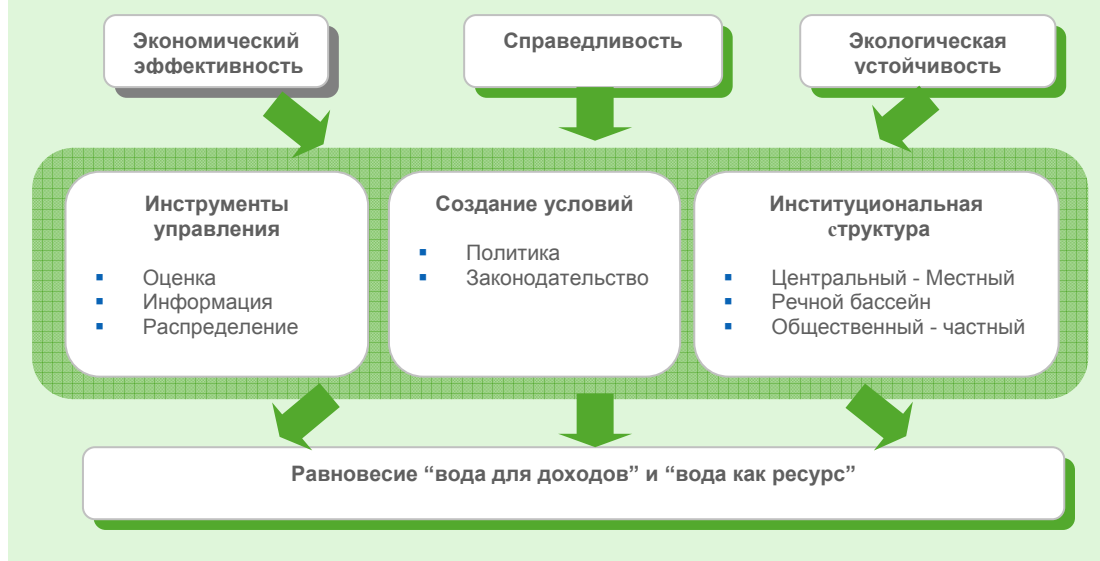 Экономический
эффективность
Справедливость
Экологическая
устойчивость
Инструменты
управления
▪ Оценка
▪ Информация
▪ Распределение
Создание условий
▪ Политика
▪ Законодательство
Институциональная
структура
▪ Центральный - Местный
▪ Речной бассейн
▪ Общественный - частный
Равновесие “вода для доходов” и “вода как ресурс”